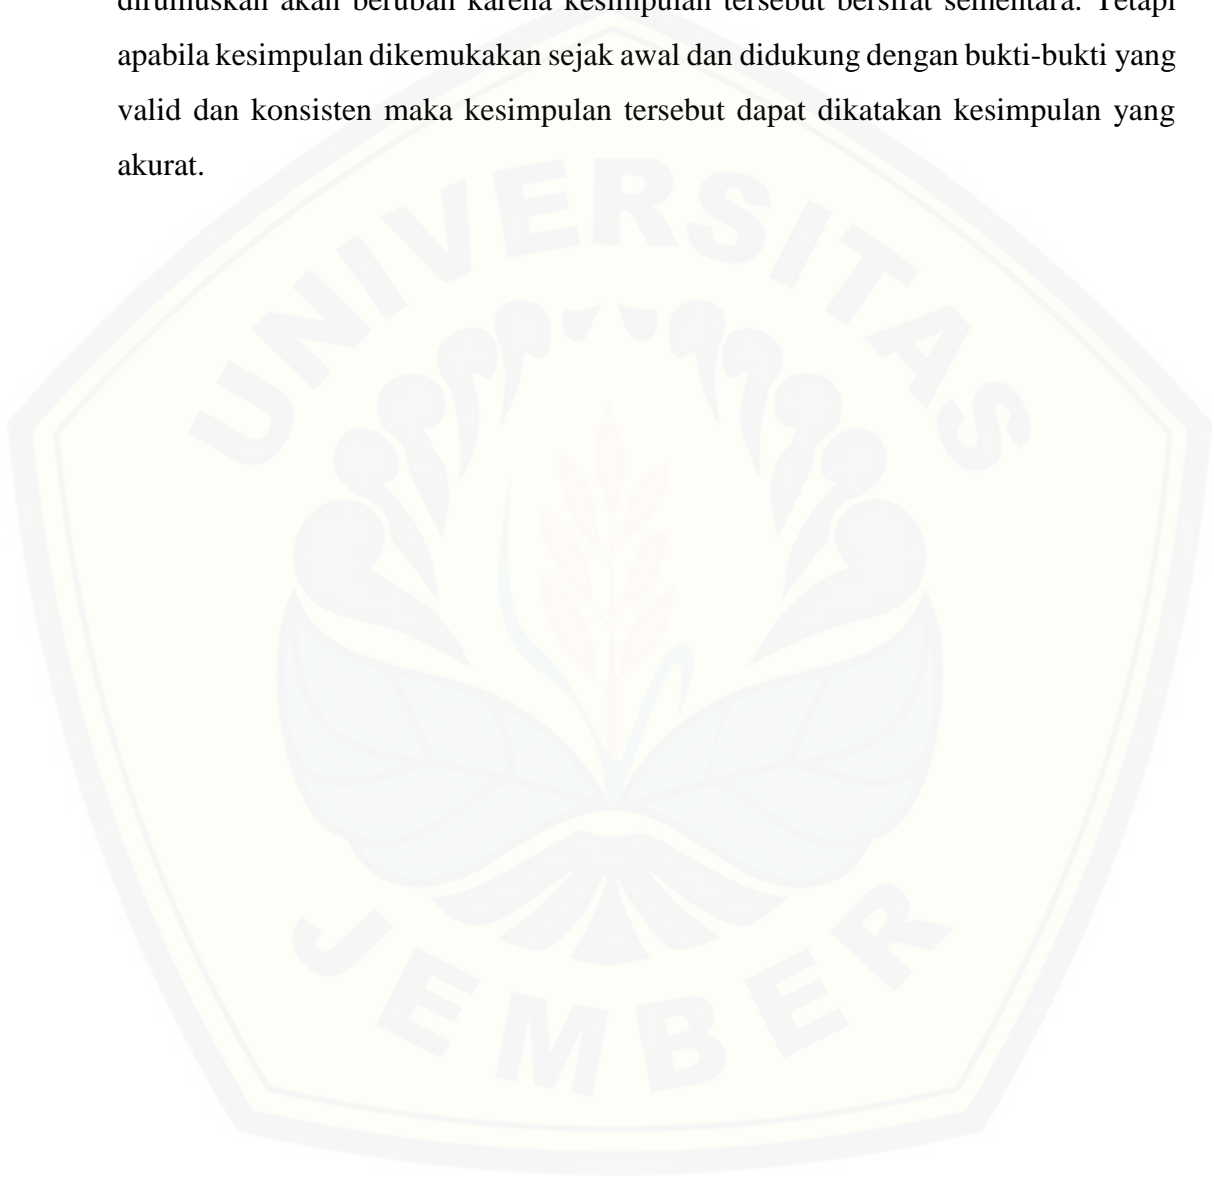 dirumuskan akan berubah karena kesimpulan tersebut bersifat sementara. Tetapi
apabila kesimpulan dikemukakan sejak awal dan didukung dengan bukti-bukti yang
valid dan konsisten maka kesimpulan tersebut dapat dikatakan kesimpulan yang
akurat.
UNIVERSITAS
JEMBER